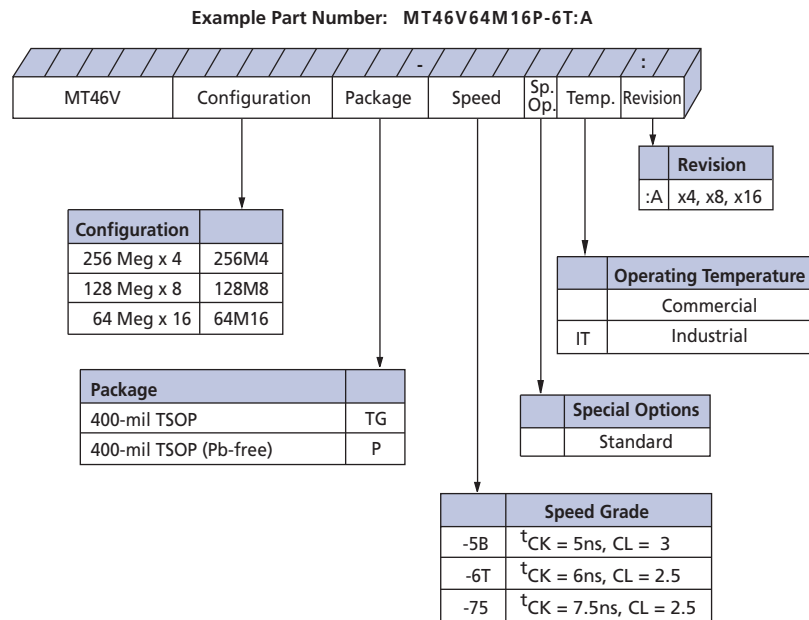 Example Part Number: MT46V64M16P-6T:A
- :
MT46V Configuration Package Speed Sp. Op. Temp. Revision
Revision
:A x4, x8, x16
Configuration
256 Meg x 4 256M4
128 Meg x 8 128M8
64 Meg x 16 64M16
Operating Temperature
Commercial
IT Industrial
Package
400-mil TSOP TG
400-mil TSOP (Pb-free) P
Special Options
Standard
Speed Grade
-5B tCK = 5ns, CL = 3
-6T tCK = 6ns, CL = 2.5
-75 tCK = 7.5ns, CL = 2.5